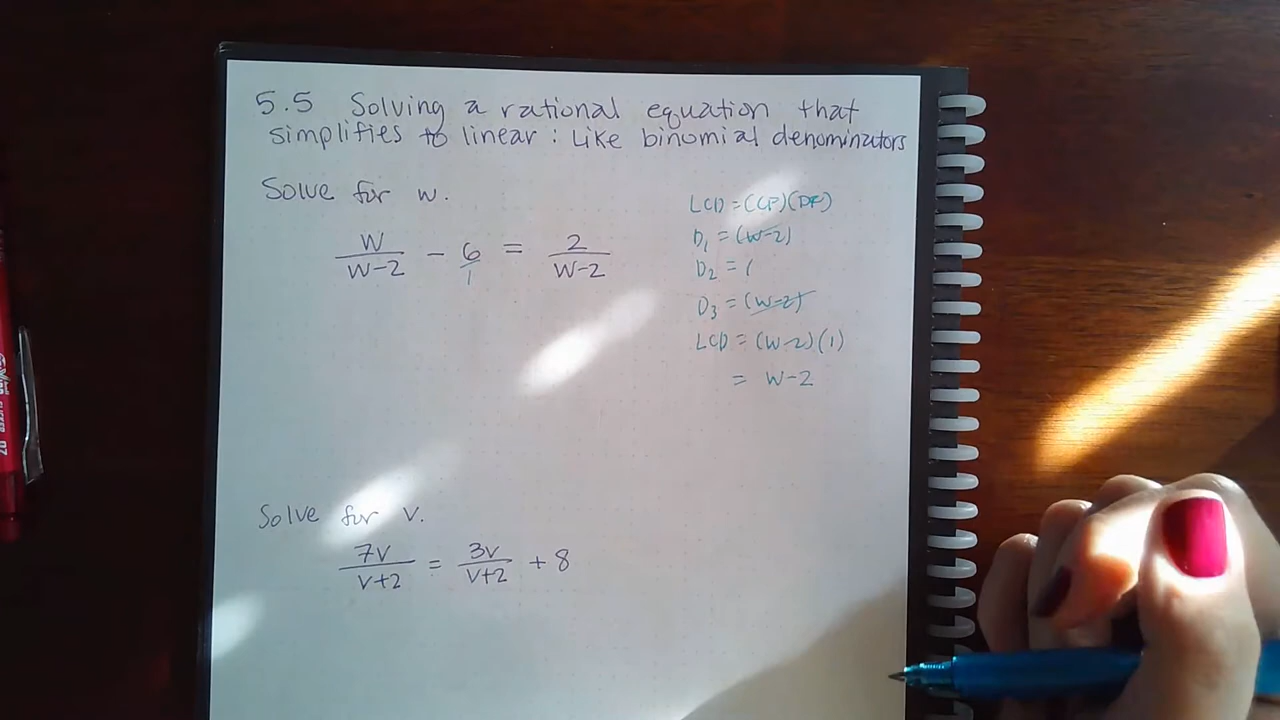 5.5 Solving a rational equation that
simplifies to linear: Like binomial denominators
Solve for w.
w/(w-2) - 6/1 = 2/(w-2)
LCD = (CF)(DF)
D₁ = (w-2)
D₂ = 1
D₃ = (w-2)
LCD = (w-2)(1)
= w-2
Solve for v.
7v/(v+2) = 3v/(v+2) + 8